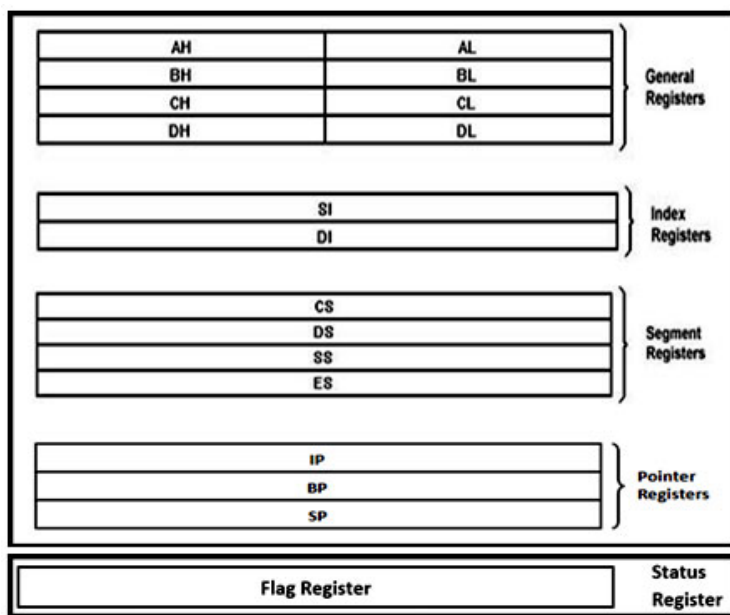 AH AL
BH BL
CH CL
DH DL
General
Registers
SI
DI
Index
Registers
CS
DS
SS
ES
Segment
Registers
IP
BP
SP
Pointer
Registers
Flag Register
Status
Register